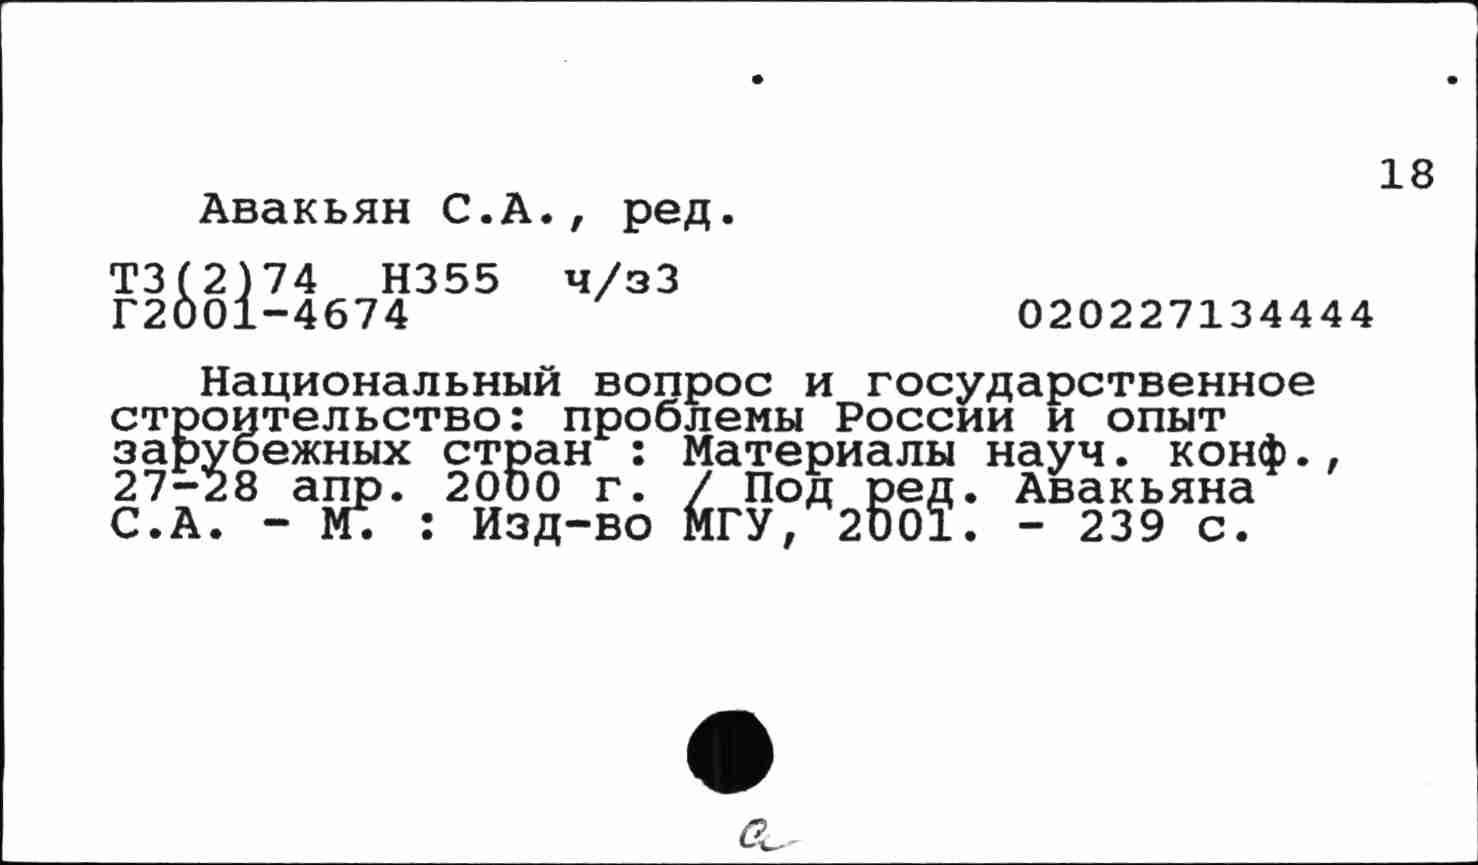 18
Авакьян С.А., ред.
Т3(2)74 Н355 ч/з3
Г2001-4674 020227134444
Национальный вопрос и государственное
строительство: проблемы России и опыт
зарубежных стран : Материалы науч. конф.,
27-28 апр. 2000 г. / Под ред. Авакьяна
С.А. - М. : Изд-во МГУ, 2001. - 239 с.